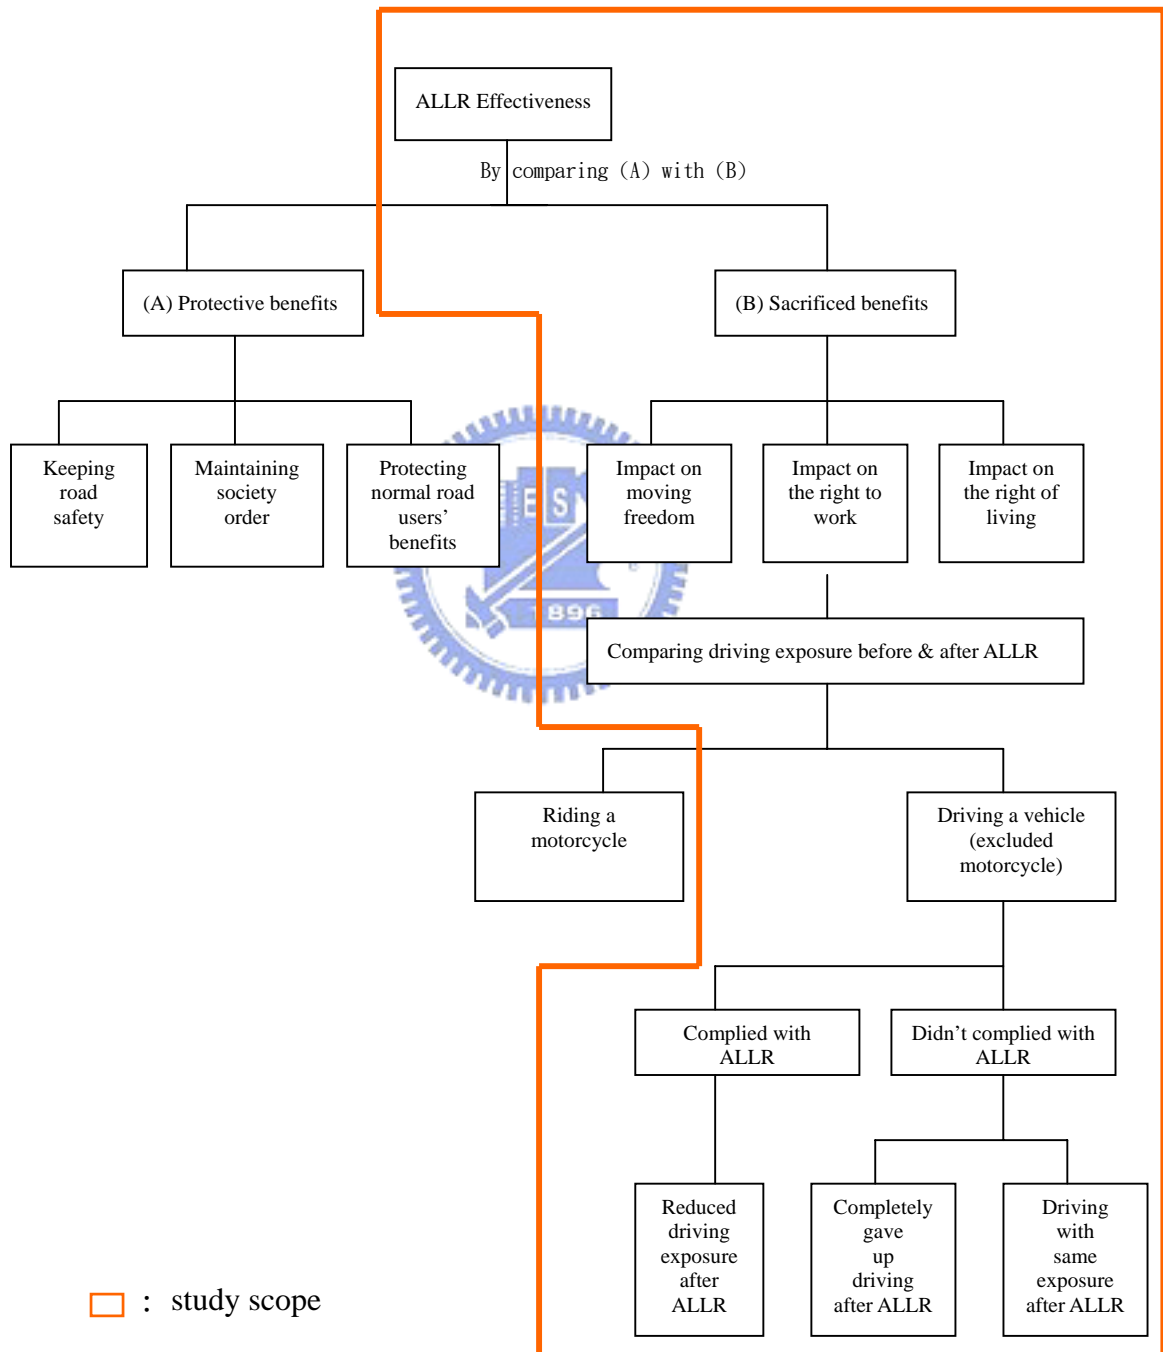 ALLR Effectiveness
By comparing (A) with (B)
(A) Protective benefits
(B) Sacrificed benefits
Keeping
road
safety
Maintaining
society
order
Protecting
normal road
users’
benefits
Impact on
moving
freedom
Impact on
the right to
work
Impact on
the right of
living
ES
1896
Comparing driving exposure before & after ALLR
Riding a
motorcycle
Driving a vehicle
(excluded
motorcycle)
Complied with
ALLR
Didn’t complied with
ALLR
Reduced
driving
exposure
after
ALLR
Completely
gave
up
driving
after ALLR
Driving
with
same
exposure
after ALLR
: study scope